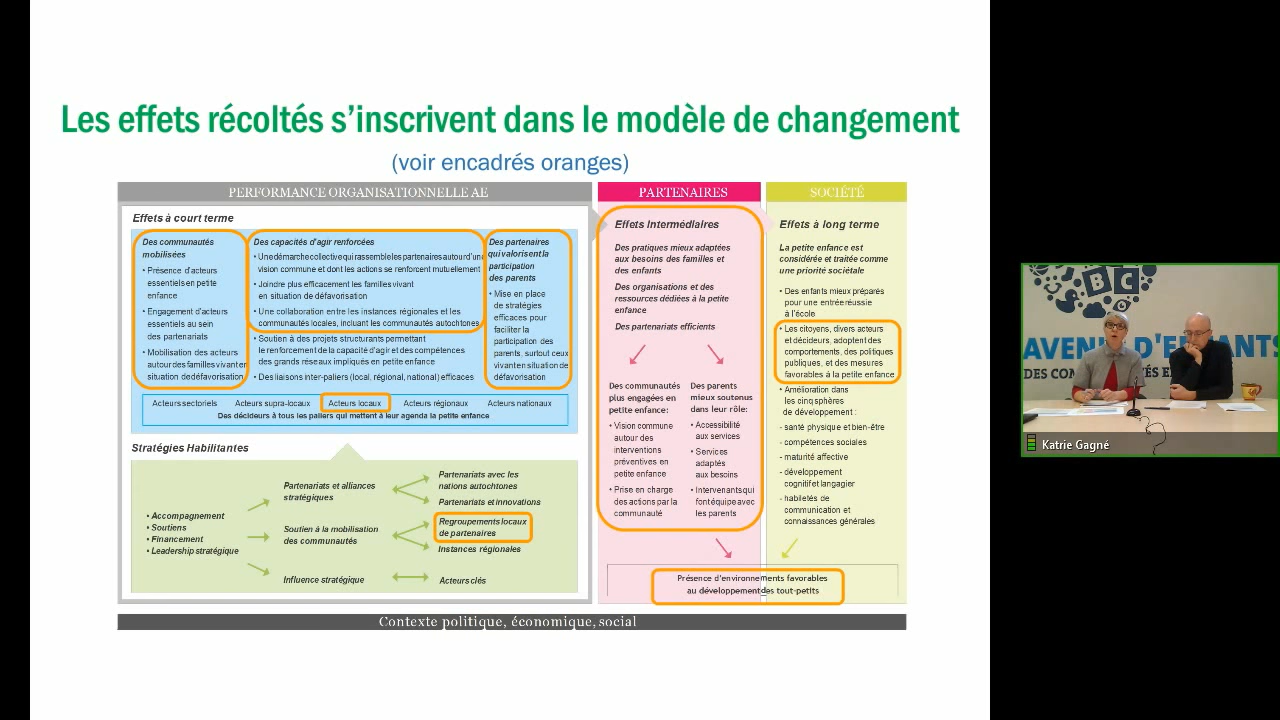 Les effets récoltés s'inscrivent dans le modèle de changement
(voir encadrés oranges)
PERFORMANCE ORGANISATIONNELLE AE
Effets à court terme
Des communautés
mobilisées
• Présence d'acteurs
essentiels en petite
enfance
• Engagement d'acteurs
essentiels au sein
des partenariats
• Mobilisation des acteurs
autour des familles vivant en
situation de défavorisation
Des capacités d'agir renforcées
• Une démarche collective qui rassemble les partenaires autour d'une
vision commune et dont les actions se renforcent mutuellement
• Joindre plus efficacement les familles vivant
en situation de défavorisation
• Une collaboration entre les instances régionales et les
communautés locales, incluant les communautés autochtones
• Soutien à des projets structurants permettant
le renforcement de la capacité d'agir et des compétences
des grands réseaux impliqués en petite enfance
• Des liaisons inter-paliers (local, régional, national) efficaces
Des partenaires
qui valorisent la
participation
des parents
• Mise en place
de stratégies
efficaces pour
faciliter la
participation des
parents, surtout ceux
vivant en situation de
défavorisation
Acteurs sectoriels
Acteurs supra-locaux
Acteurs locaux
Acteurs régionaux
Acteurs nationaux
Des décideurs à tous les paliers qui mettent à leur agenda la petite enfance
Stratégies Habilitantes
• Accompagnement
• Soutiens
• Financement
• Leadership stratégique
Partenariats et alliances
stratégiques
Soutien à la mobilisation
des communautés
Influence stratégique
Partenariats avec les
nations autochtones
Partenariats et innovations
Regroupements locaux
de partenaires
Instances régionales
Acteurs clés
PARTENAIRES
Effets Intermédiaires
Des pratiques mieux adaptées
aux besoins des familles et
des enfants
Des organisations et des
ressources dédiées à la petite
enfance
Des partenariats efficients
Des communautés
plus engagées en
petite enfance:
• Vision commune
autour des
interventions
préventives en
petite enfance
• Prise en charge
des actions par la
communauté
Des parents
mieux soutenus
dans leur rôle:
• Accessibilité
aux services
• Services
adaptés
aux besoins
• Intervenants qui
font équipe avec
les parents
SOCIÉTÉ
Effets à long terme
La petite enfance est
considérée et traitée comme
une priorité sociétale
• Des enfants mieux préparés
pour une entrée réussie
à l'école
• Les citoyens, divers acteurs
et décideurs, adoptent des
comportements, des politiques
publiques, et des mesures
favorables à la petite enfance
• Amélioration dans
les cinq sphères
de développement :
- santé physique et bien-être
- compétences sociales
- maturité affective
- développement
cognitif et langagier
- habiletés de
communication et
connaissances générales
Présence d'environnements favorables
au développement des tout-petits
Contexte politique, économique, social
ABC
AVENIR D'ENFANTS
DES COM
Katrie Gagné